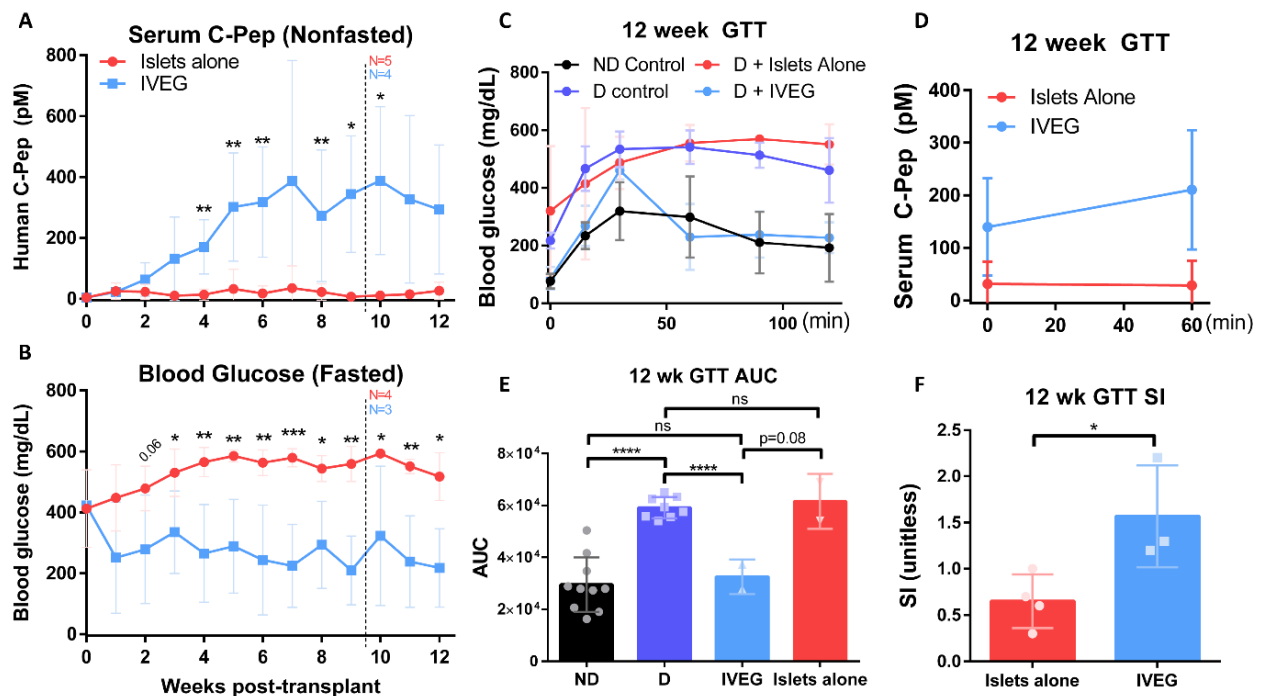 A
Serum C-Pep (Nonfasted)
Human C-Pep (pM)
800
600
400
200
0
Islets alone
IVEG
N=5
N=4
** ** ** ** * *
0 2 4 6 8 10 12
B
Blood Glucose (Fasted)
Blood glucose (mg/dL)
800
600
400
200
0
N=4
N=3
0.06 * ** ** ** *** * ** * ** *
0 2 4 6 8 10 12
Weeks post-transplant
C
12 week GTT
Blood glucose (mg/dL)
ND Control
D + Islets Alone
D control
D + IVEG
800
600
400
200
0
0 50 100 (min)
D
12 week GTT
Serum C-Pep (pM)
Islets Alone
IVEG
400
300
200
100
0
0 20 40 60 (min)
E
12 wk GTT AUC
AUC
ns
ns
p=0.08
**** ****
8×10⁴
6×10⁴
4×10⁴
2×10⁴
0
ND D IVEG Islets alone
F
12 wk GTT SI
SI (unitless)
*
2.5
2.0
1.5
1.0
0.5
0.0
Islets alone IVEG